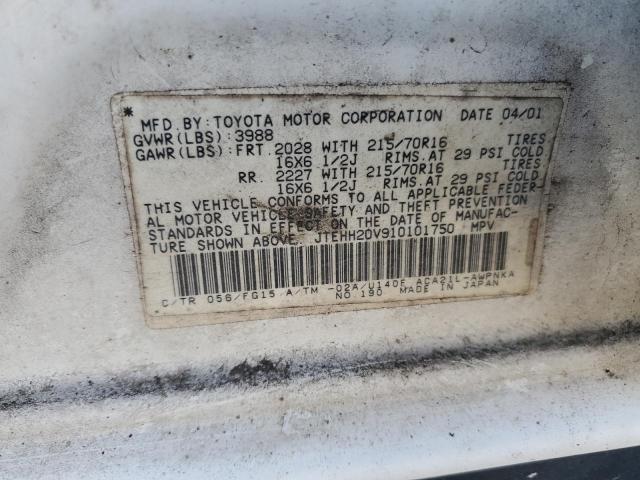 * MFD.BY:TOYOTA MOTOR CORPORATION DATE 04/01
GVWR(LBS):3988
GAWR(LBS):FRT. 2028 WITH 215/70R16 TIRES
16X6 1/2J RIMS.AT 29 PSI COLD
RR. 2227 WITH 215/70R16 TIRES
16X6 1/2J RIMS.AT 29 PSI COLD
THIS VEHICLE CONFORMS TO ALL APPLICABLE FEDER-
AL MOTOR VEHICLE SAFETY AND THEFT PREVENTION
STANDARDS IN EFFECT ON THE DATE OF MANUFAC-
TURE SHOWN ABOVE. JTEHH20V910101750 MPV
*
C/TR 056/FG15 A/TM -02A/U140F ACA21L-AWPNKA
NO.190 MADE IN JAPAN